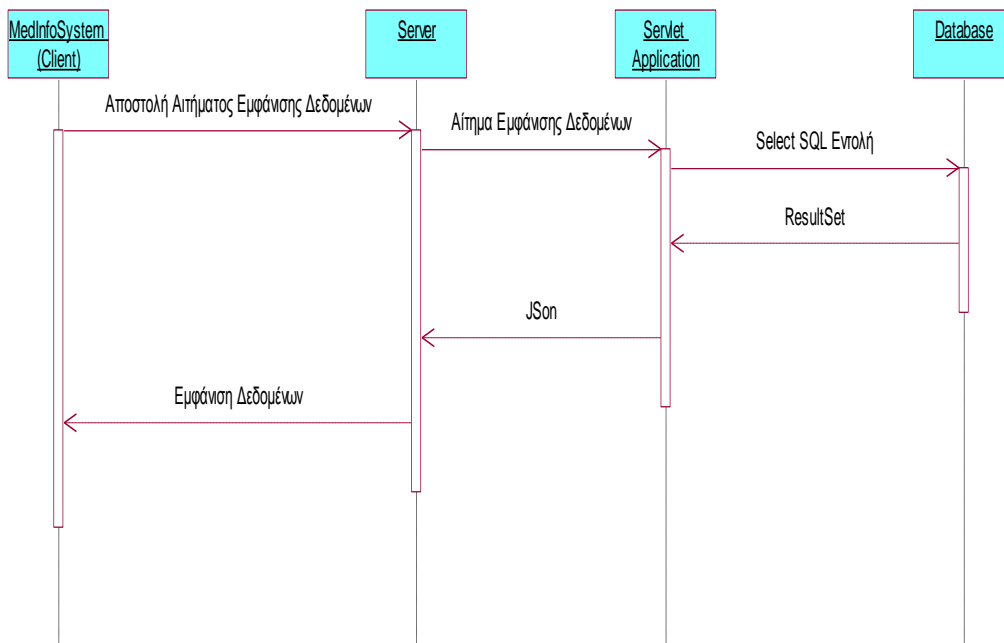 MedInfoSystem
(Client)
Server
Servlet
Application
Database
Αποστολή Αιτήματος Εμφάνισης Δεδομένων
Αίτημα Εμφάνισης Δεδομένων
Select SQL Εντολή
ResultSet
JSon
Εμφάνιση Δεδομένων